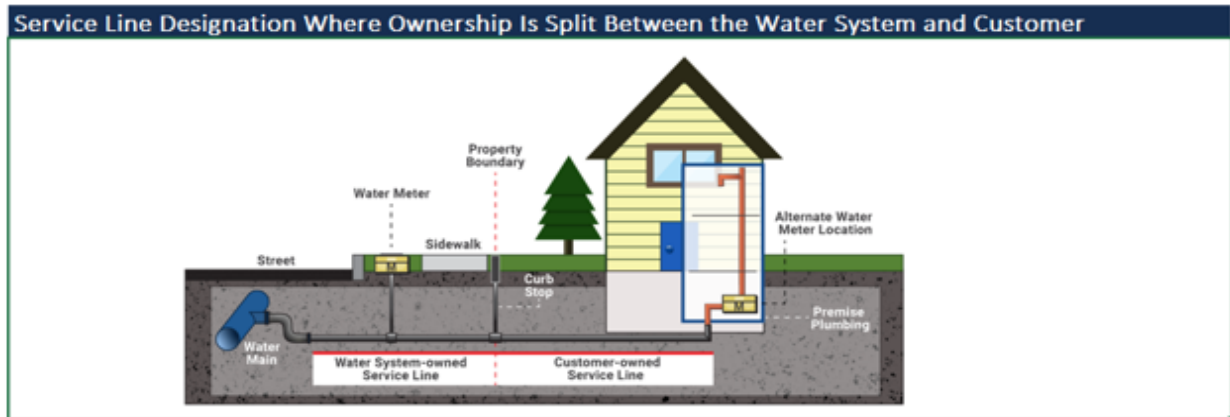 Service Line Designation Where Ownership Is Split Between the Water System and Customer
Property
Boundary
Water Meter
Sidewalk
Street
M
Curb
Stop
Alternate Water
Meter Location
M
Premise
Plumbing
Water
Main
Water System-owned
Service Line
Customer-owned
Service Line